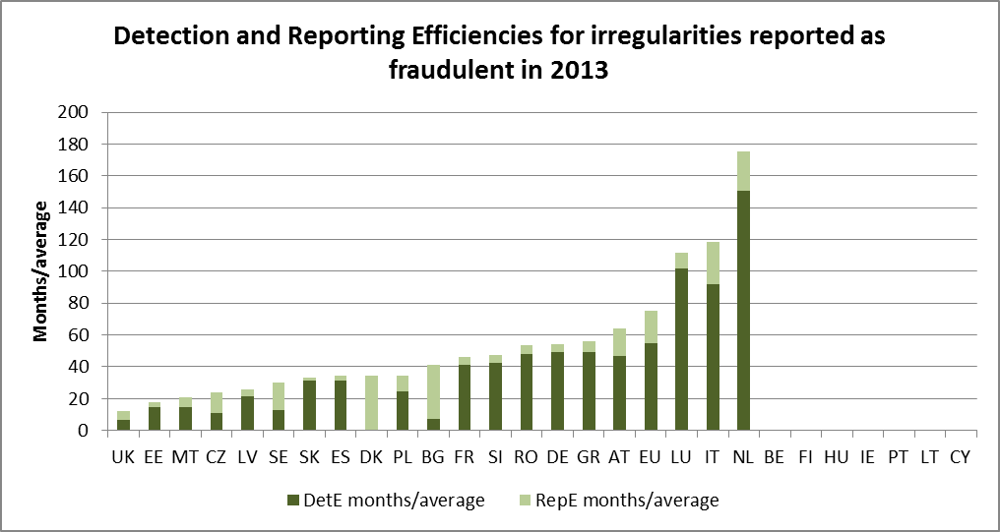 Detection and Reporting Efficiencies for irregularities reported as
fraudulent in 2013
Months/average
200
180
160
140
120
100
80
60
40
20
0
UK EE MT CZ LV SE SK ES DK PL BG FR SI RO DE GR AT EU LU IT NL BE FI HU IE PT LT CY
DetE months/average RepE months/average